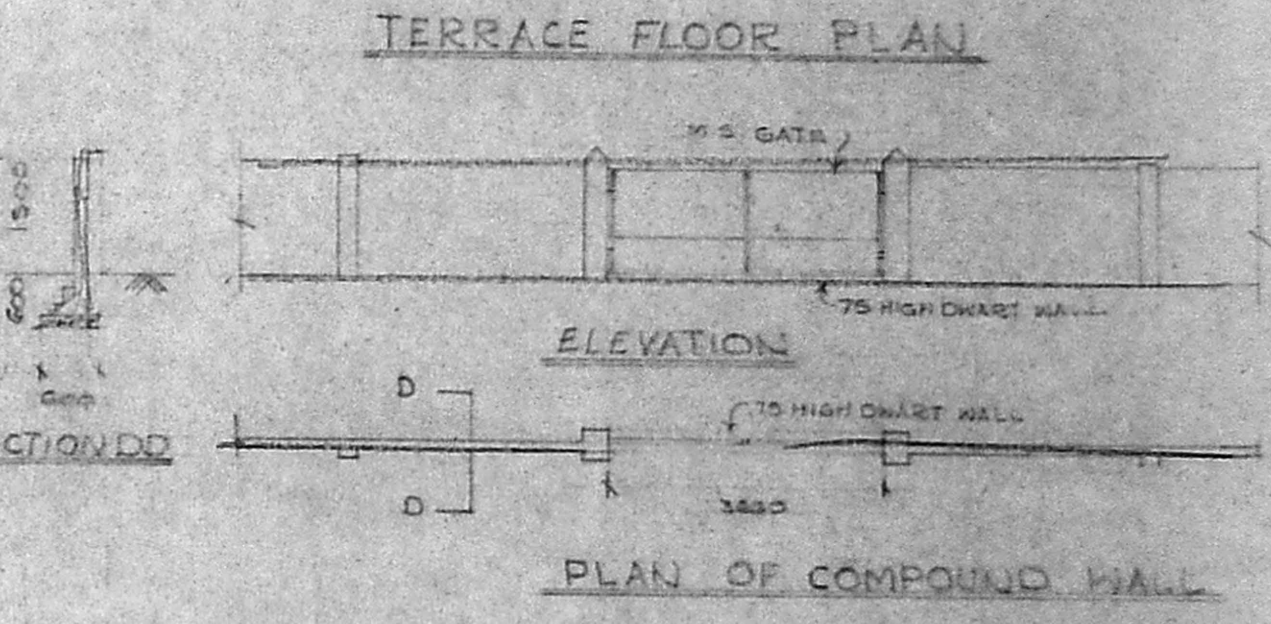 TERRACE FLOOR PLAN
M S GATE
1500
600
75 HIGH DWARF WALL
ELEVATION
D
600
75 HIGH DWARF WALL
CTION DD
D
PLAN OF COMPOUND WALL